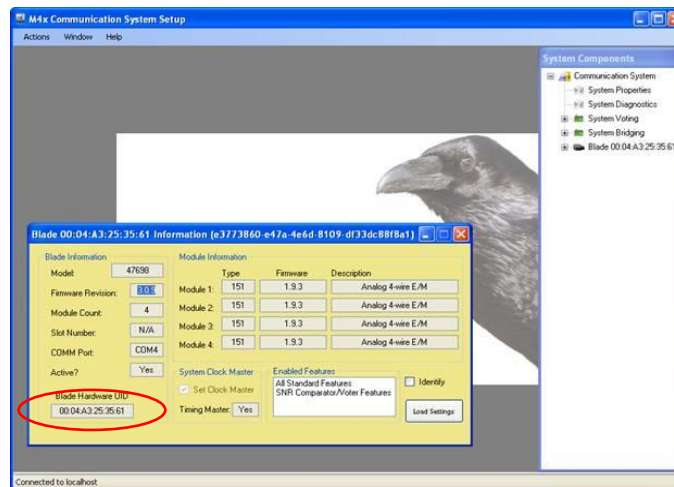 M4x Communication System Setup
Actions Window Help
System Components
Communication System
System Properties
System Diagnostics
System Voting
System Bridging
Blade 00:04:A3:25:35:61
Blade 00:04:A3:25:35:61 Information (e3773860-e47a-4e6d-8109-df33dc88f8a1)
Blade Information
Model: 47698
Firmware Revision: 3.0.5
Module Count: 4
Slot Number: N/A
COMM Port: COM4
Active? Yes
Blade Hardware UID
00:04:A3:25:35:61
Module Information
Type Firmware Description
Module 1: 151 1.9.3 Analog 4-wire E/M
Module 2: 151 1.9.3 Analog 4-wire E/M
Module 3: 151 1.9.3 Analog 4-wire E/M
Module 4: 151 1.9.3 Analog 4-wire E/M
System Clock Master
Set Clock Master
Timing Master: Yes
Enabled Features
All Standard Features
SNR Comparator/Voter Features
Identify
Load Settings
Connected to localhost